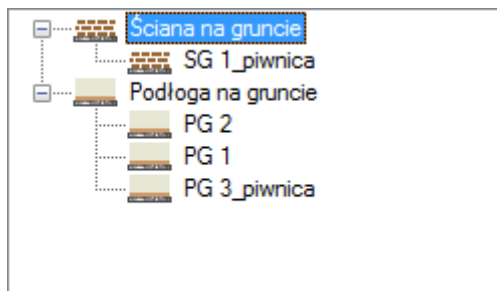 Ściana na gruncie
SG 1_piwnica
Podłoga na gruncie
PG 2
PG 1
PG 3_piwnica